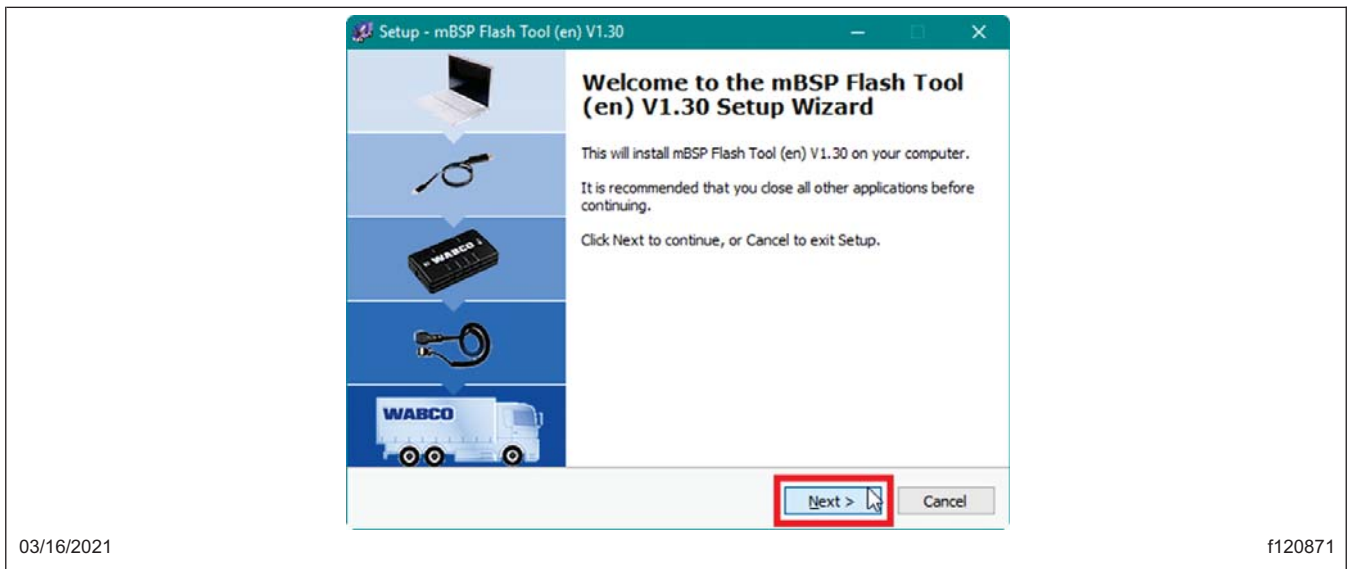 Setup - mBSP Flash Tool (en) V1.30
Welcome to the mBSP Flash Tool
(en) V1.30 Setup Wizard
This will install mBSP Flash Tool (en) V1.30 on your computer.
It is recommended that you close all other applications before
continuing.
Click Next to continue, or Cancel to exit Setup.
WABCO
WABCO
Next >
Cancel
03/16/2021
f120871